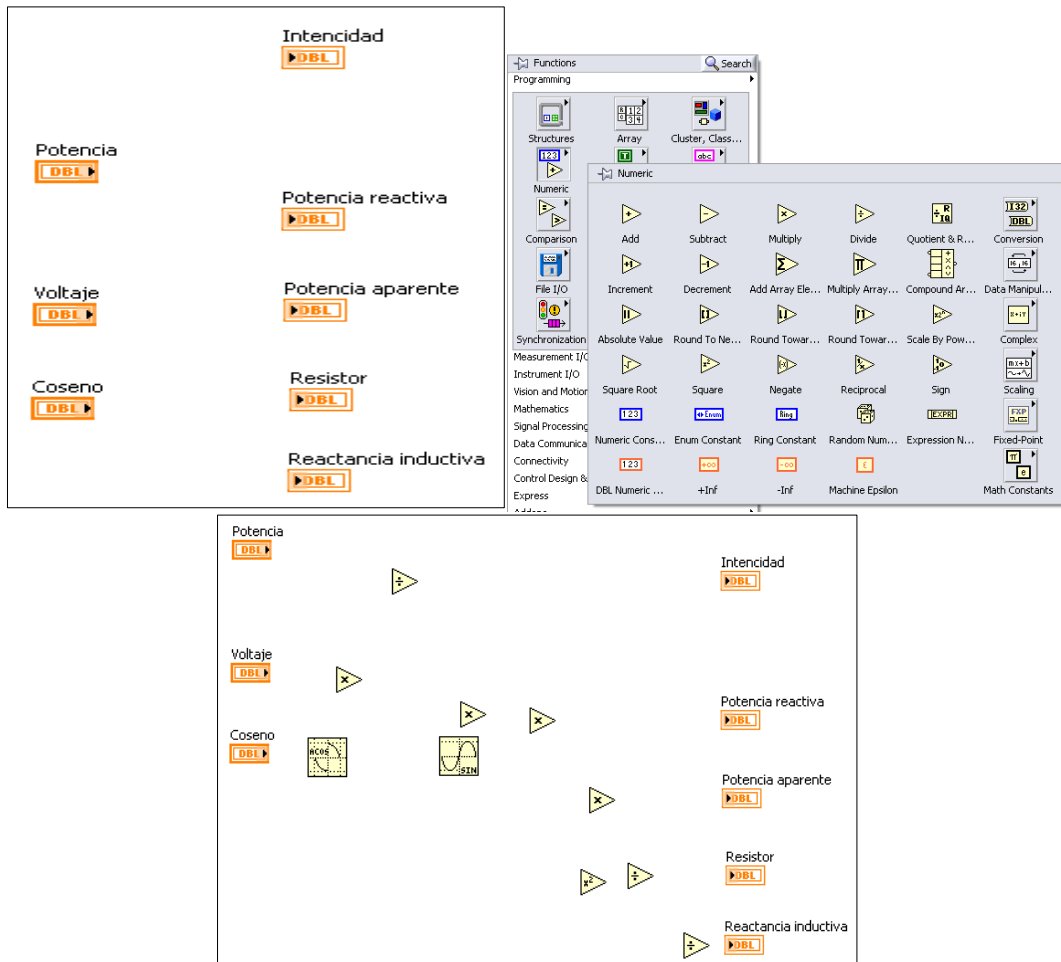 Intencidad
DBL
Potencia
DBL
Potencia reactiva
DBL
Voltaje
DBL
Potencia aparente
DBL
Coseno
DBL
Resistor
DBL
Reactancia inductiva
DBL
Functions
Search
Programming
Structures
Array
Cluster, Class...
Numeric
Comparison
File I/O
Synchronization
Measurement I/O
Instrument I/O
Vision and Motion
Mathematics
Signal Processing
Data Communica
Connectivity
Control Design &
Express
Numeric
Add Subtract Multiply Divide Quotient & R... Conversion
Increment Decrement Add Array Ele... Multiply Array... Compound Ar... Data Manipul...
Absolute Value Round To Ne... Round Towar... Round Towar... Scale By Pow... Complex
Square Root Square Negate Reciprocal Sign Scaling
Numeric Cons... Enum Constant Ring Constant Random Num... Expression N... Fixed-Point
DBL Numeric ... +Inf -Inf Machine Epsilon Math Constants
Potencia
DBL
Intencidad
DBL
Voltaje
DBL
Potencia reactiva
DBL
Coseno
DBL
ACOS
SIN
Potencia aparente
DBL
x²
Resistor
DBL
Reactancia inductiva
DBL